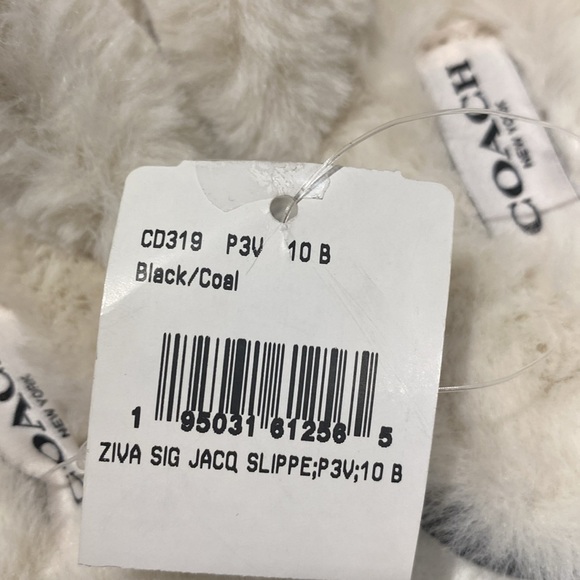 COACH
NEW YORK
CD319 P3V 10 B
Black/Coal
1 95031 61256 5
ZIVA SIG JACQ SLIPPE;P3V;10 B
COACH
NEW YORK